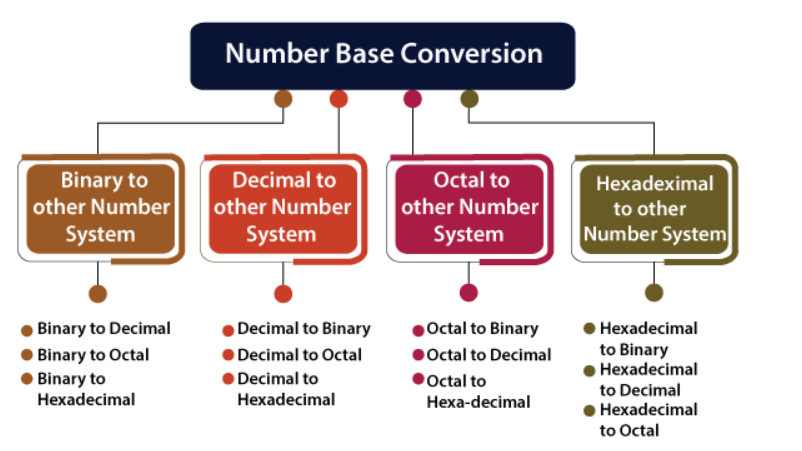 Number Base Conversion
Binary to
other Number
System
Decimal to
other Number
System
Octal to
other Number
System
Hexadeximal
to other
Number System
Binary to Decimal
Binary to Octal
Binary to
Hexadecimal
Decimal to Binary
Decimal to Octal
Decimal to
Hexadecimal
Octal to Binary
Octal to Decimal
Octal to
Hexa-decimal
Hexadecimal
to Binary
Hexadecimal
to Decimal
Hexadecimal
to Octal